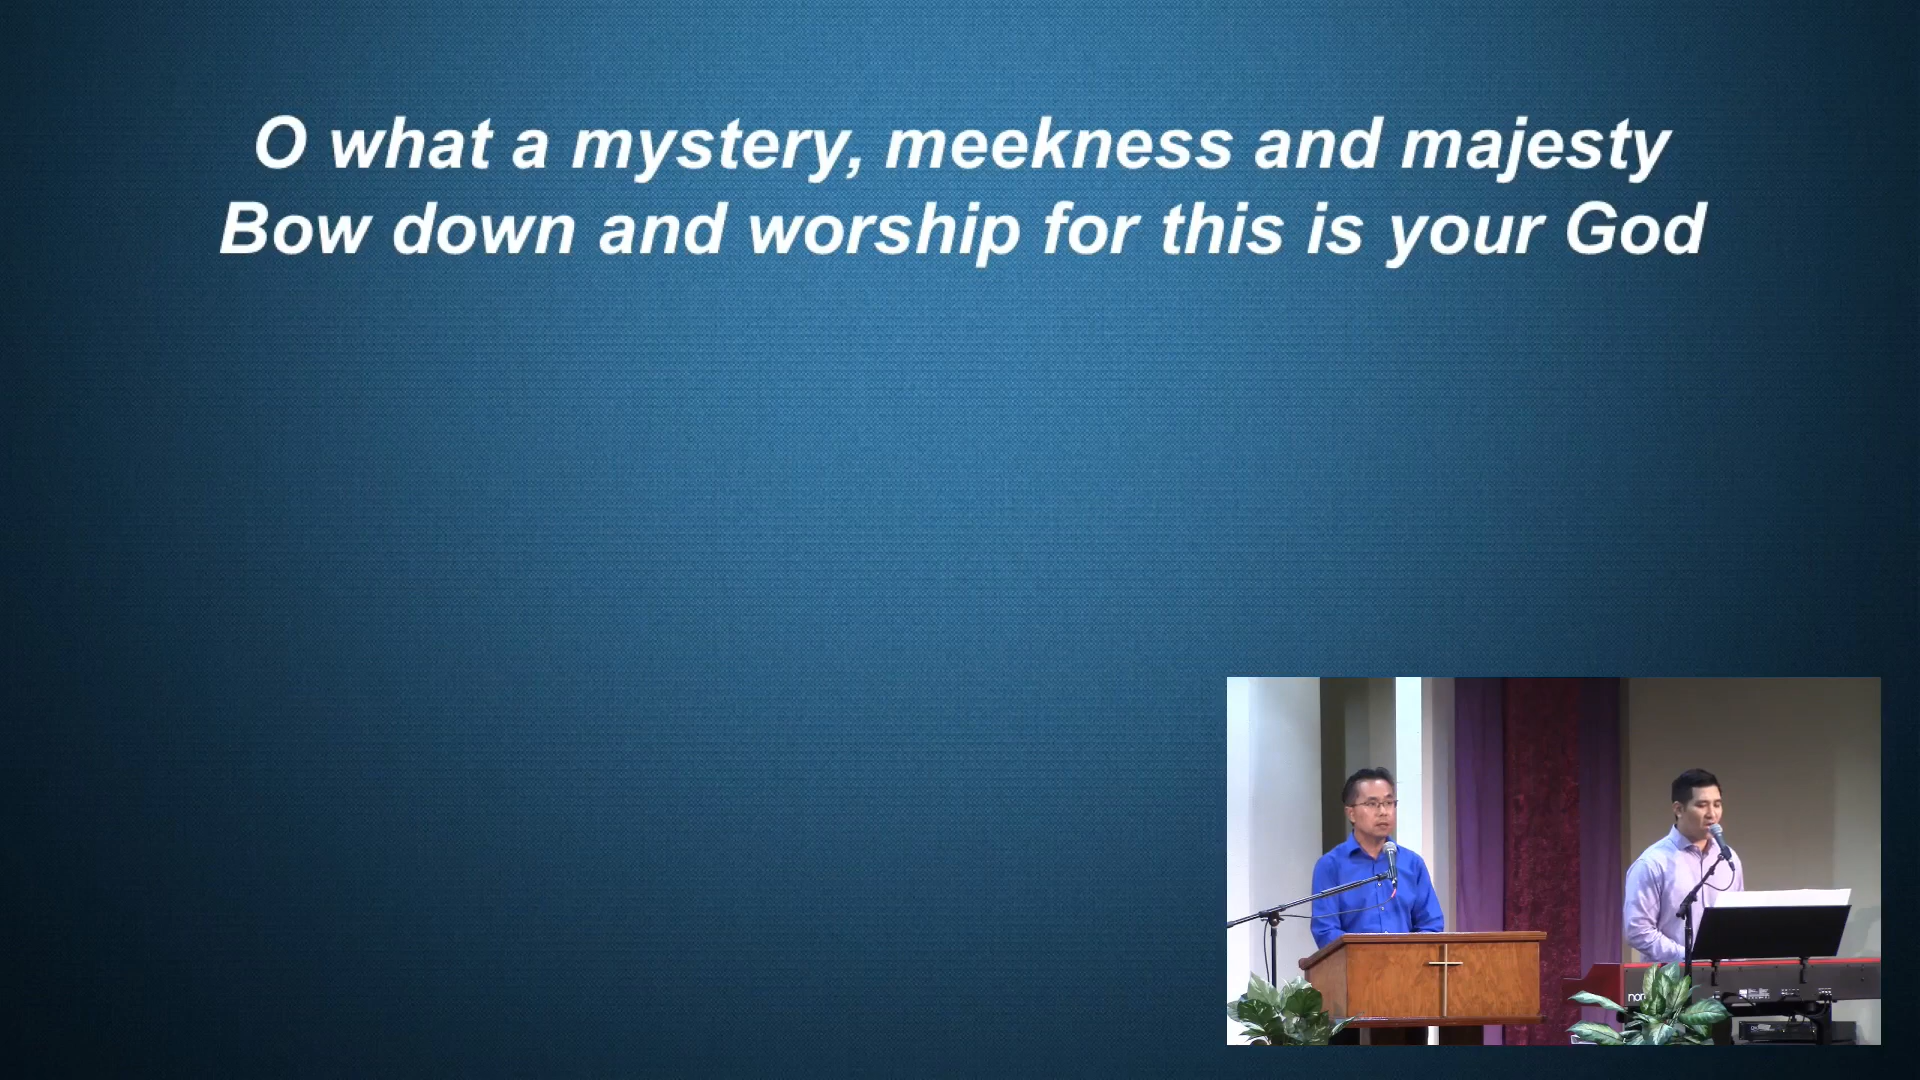 O what a mystery, meekness and majesty
Bow down and worship for this is your God